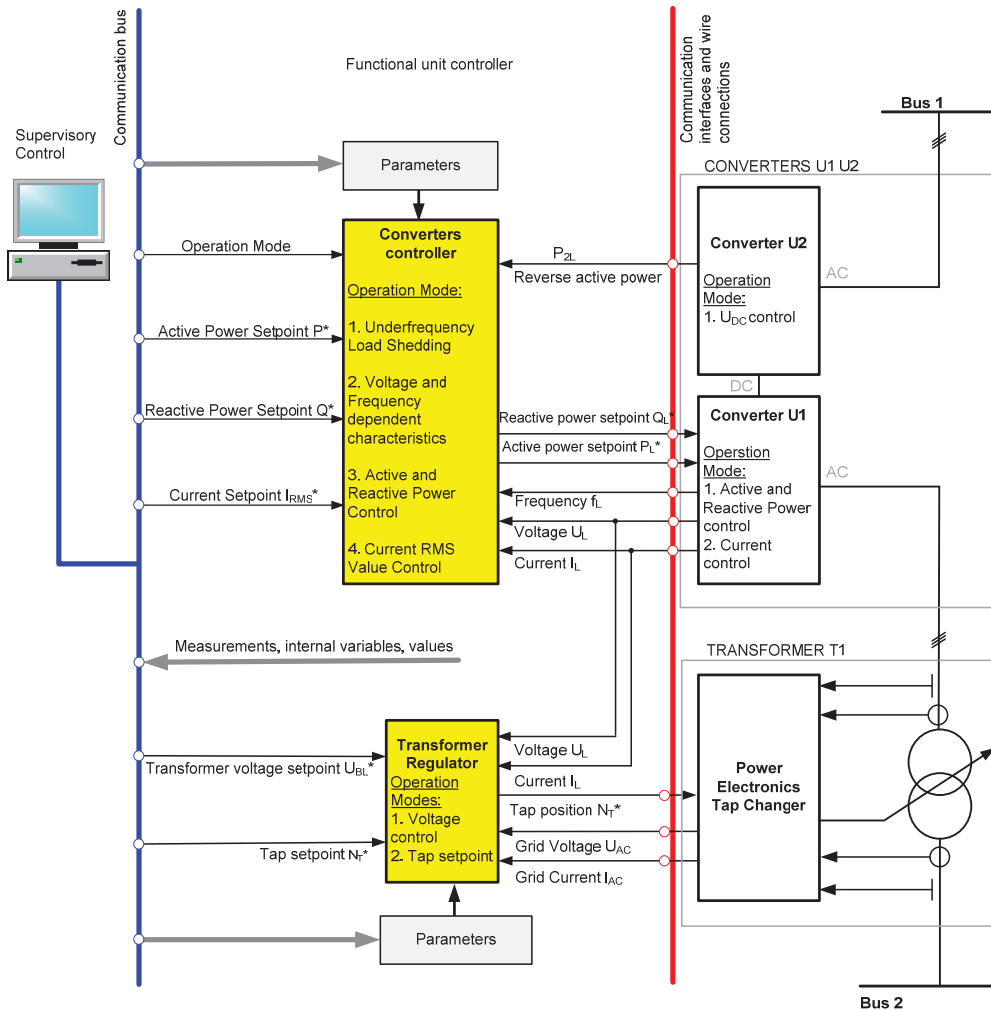 Communication bus
Functional unit controller
Communication
interfaces and wire
connections
Bus 1
Supervisory
Control
Parameters
CONVERTERS U1 U2
Converters
controller
Operation Mode:
1. Underfrequency
Load Shedding
2. Voltage and
Frequency
dependent
characteristics
3. Active and
Reactive Power
Control
4. Current RMS
Value Control
Operation Mode
Active Power Setpoint P*
Reactive Power Setpoint Q*
Current Setpoint IRMS*
P2L
Reverse active power
Converter U2
Operation
Mode:
1. UDC control
AC
DC
Reactive power setpoint QL*
Active power setpoint PL*
Frequency fL
Voltage UL
Current IL
Converter U1
Operstion
Mode:
1. Active and
Reactive Power
control
2. Current
control
AC
Measurements, internal variables, values
TRANSFORMER T1
Transformer
Regulator
Operation
Modes:
1. Voltage
control
2. Tap setpoint
Transformer voltage setpoint UBL*
Tap setpoint NT*
Voltage UL
Current IL
Tap position NT*
Grid Voltage UAC
Grid Current IAC
Power
Electronics
Tap Changer
Parameters
Bus 2